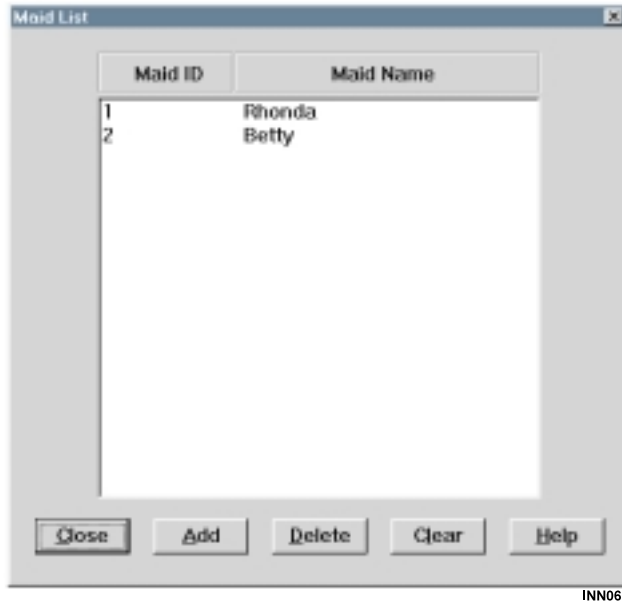 Maid List
Maid ID Maid Name
1 Rhonda
2 Betty
Close Add Delete Clear Help
INN06